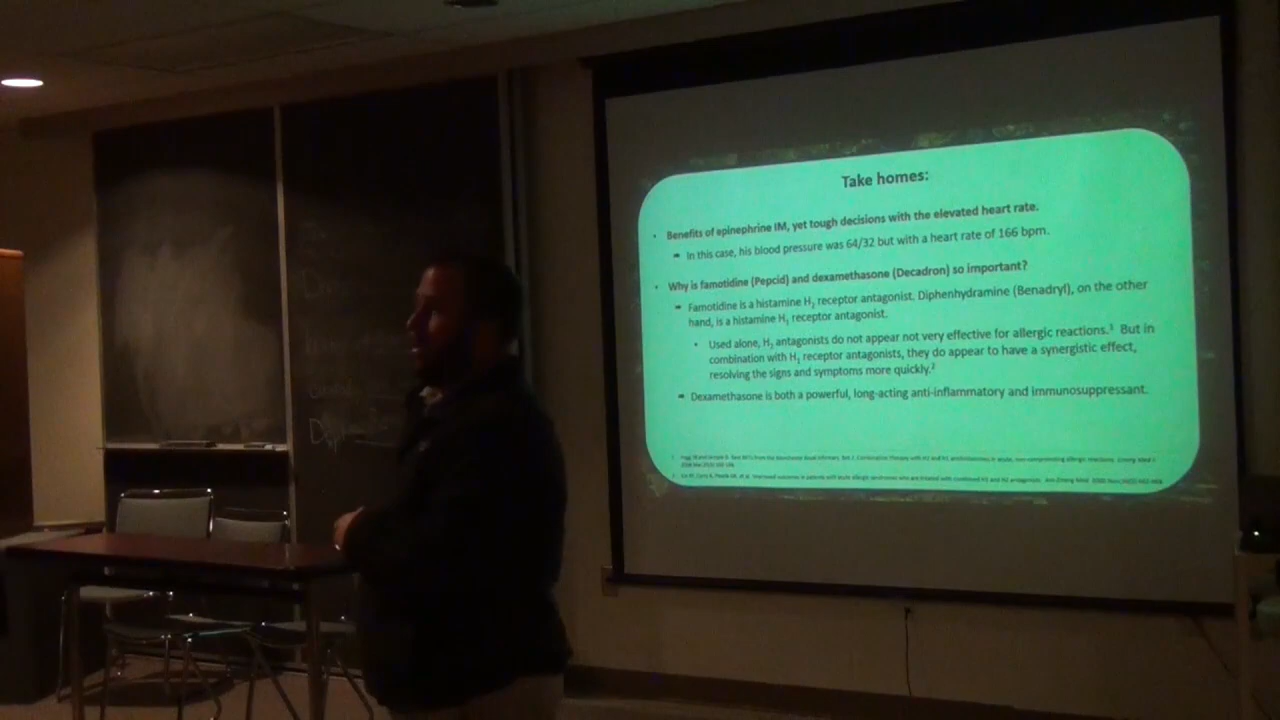 Take homes:
• Benefits of epinephrine IM, yet tough decisions with the elevated heart rate.
➡ In this case, his blood pressure was 64/32 but with a heart rate of 166 bpm.
• Why is famotidine (Pepcid) and dexamethasone (Decadron) so important?
➡ Famotidine is a histamine H₂ receptor antagonist. Diphenhydramine (Benadryl), on the other
hand, is a histamine H₁ receptor antagonist.
• Used alone, H₂ antagonists do not appear not very effective for allergic reactions.¹ But in
combination with H₁ receptor antagonists, they do appear to have a synergistic effect,
resolving the signs and symptoms more quickly.²
➡ Dexamethasone is both a powerful, long-acting anti-inflammatory and immunosuppressant.